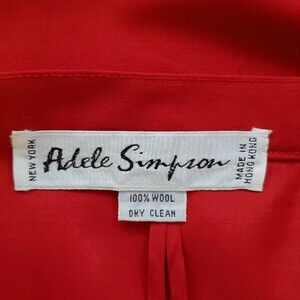 NEW YORK
Adele Simpson
MADE IN
HONG KONG
100% WOOL
DRY CLEAN